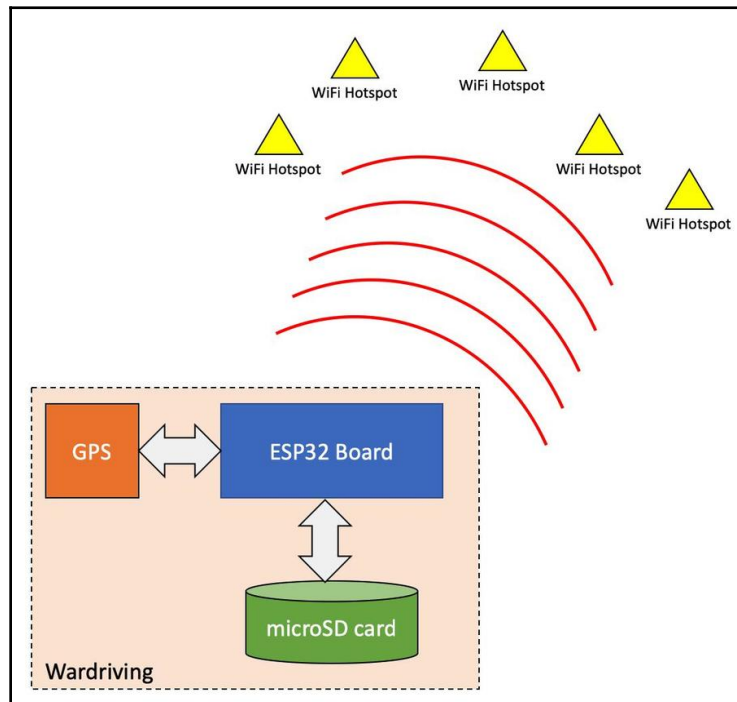 WiFi Hotspot
WiFi Hotspot
WiFi Hotspot
WiFi Hotspot
WiFi Hotspot
GPS
ESP32 Board
microSD card
Wardriving